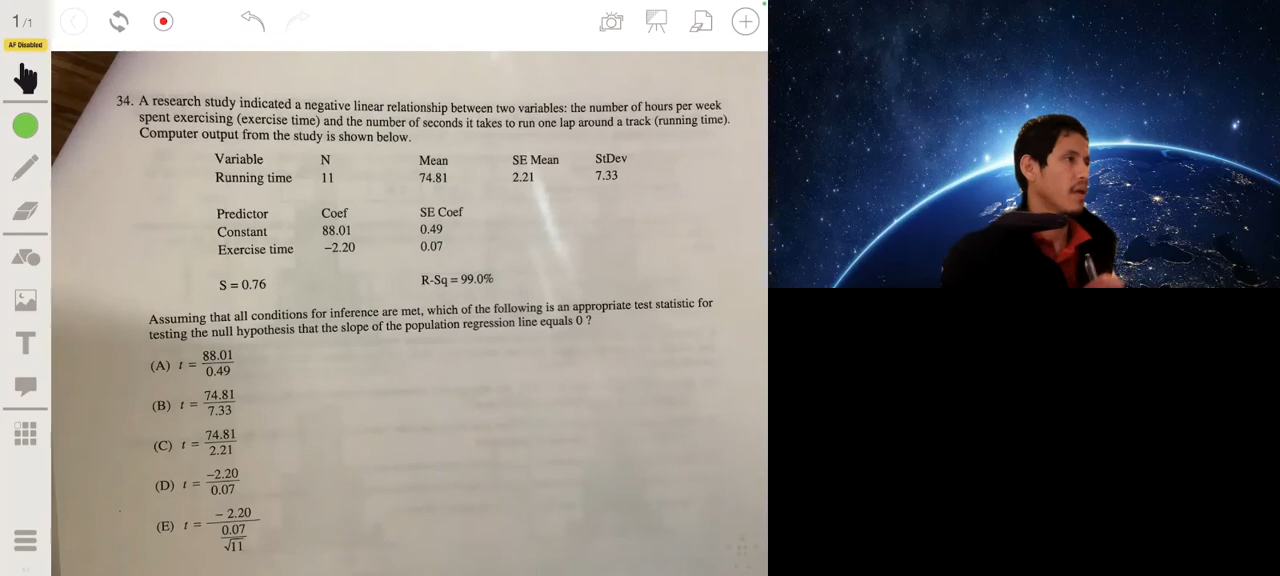 1/1
AF Disabled
T
34. A research study indicated a negative linear relationship between two variables: the number of hours per week
spent exercising (exercise time) and the number of seconds it takes to run one lap around a track (running time).
Computer output from the study is shown below.
Variable N Mean SE Mean StDev
Running time 11 74.81 2.21 7.33
Predictor Coef SE Coef
Constant 88.01 0.49
Exercise time −2.20 0.07
S = 0.76 R-Sq = 99.0%
Assuming that all conditions for inference are met, which of the following is an appropriate test statistic for
testing the null hypothesis that the slope of the population regression line equals 0 ?
(A) t = 88.01
0.49
(B) t = 74.81
7.33
(C) t = 74.81
2.21
(D) t = −2.20
0.07
(E) t = − 2.20
0.07
√11